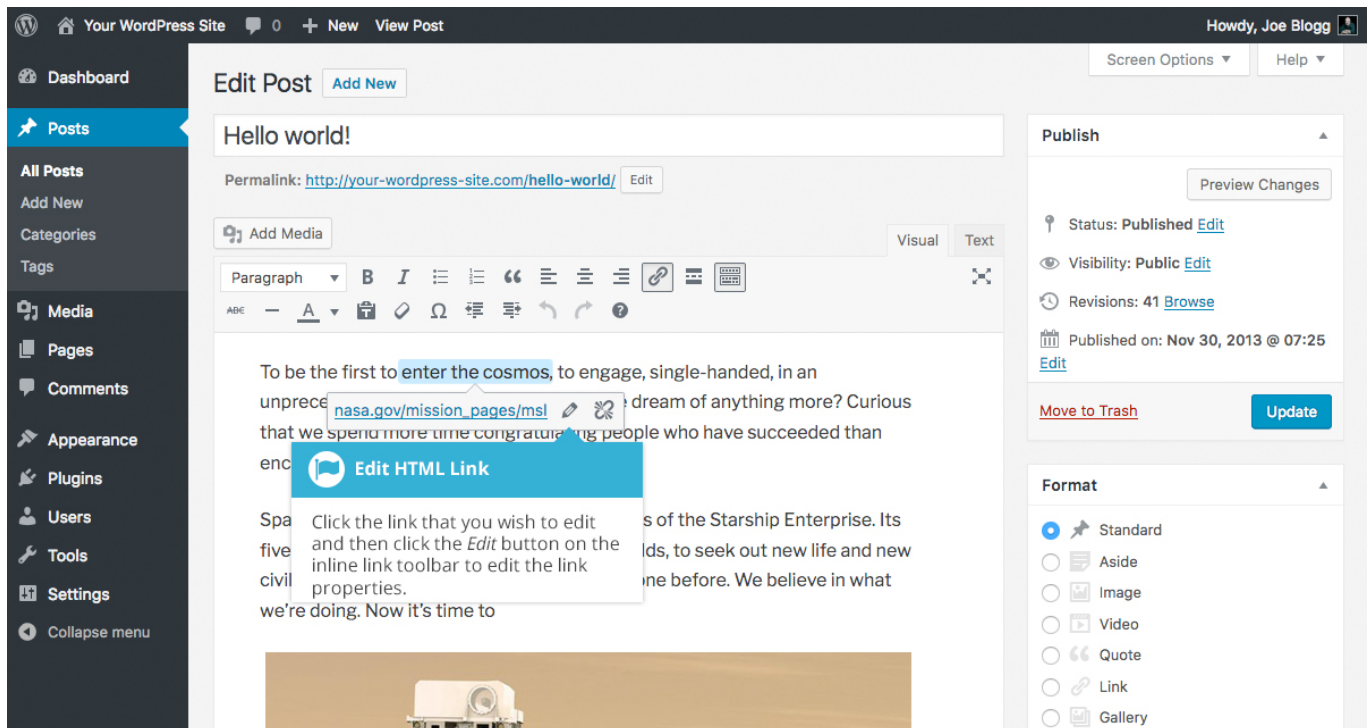 Your WordPress Site 0 + New View Post Howdy, Joe Blogg
Dashboard
Posts
All Posts
Add New
Categories
Tags
Media
Pages
Comments
Appearance
Plugins
Users
Tools
Settings
Collapse menu
Screen Options ▼ Help ▼
Edit Post Add New
Hello world!
Permalink: http://your-wordpress-site.com/hello-world/ Edit
Add Media
Visual Text
Paragraph ▼ B I
ABE A ▼ T Ω ?
To be the first to enter the cosmos, to engage, single-handed, in an
unprece dream of anything more? Curious
nasa.gov/mission_pages/msl
that we spend more time congratulating people who have succeeded than
enc
Edit HTML Link
Click the link that you wish to edit
and then click the Edit button on the
inline link toolbar to edit the link
properties.
Spa s of the Starship Enterprise. Its
five lds, to seek out new life and new
civil one before. We believe in what
we're doing. Now it's time to
Publish
Preview Changes
Status: Published Edit
Visibility: Public Edit
Revisions: 41 Browse
Published on: Nov 30, 2013 @ 07:25
Edit
Move to Trash Update
Format
Standard
Aside
Image
Video
Quote
Link
Gallery